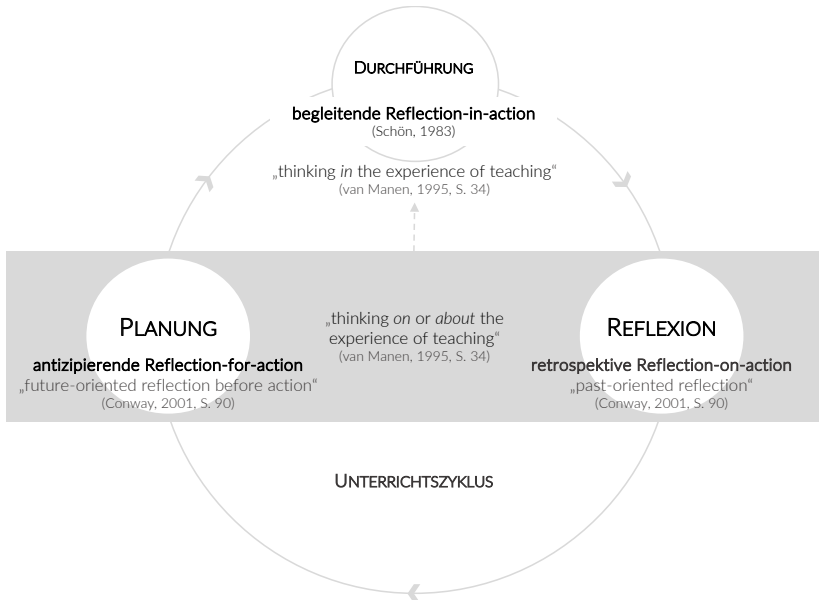 DURCHFÜHRUNG
begleitende Reflection-in-action
(Schön, 1983)
„thinking in the experience of teaching“
(van Manen, 1995, S. 34)
PLANUNG
antizipierende Reflection-for-action
„future-oriented reflection before action“
(Conway, 2001, S. 90)
„thinking on or about the
experience of teaching“
(van Manen, 1995, S. 34)
REFLEXION
retrospektive Reflection-on-action
„past-oriented reflection“
(Conway, 2001, S. 90)
UNTERRICHTSZYKLUS